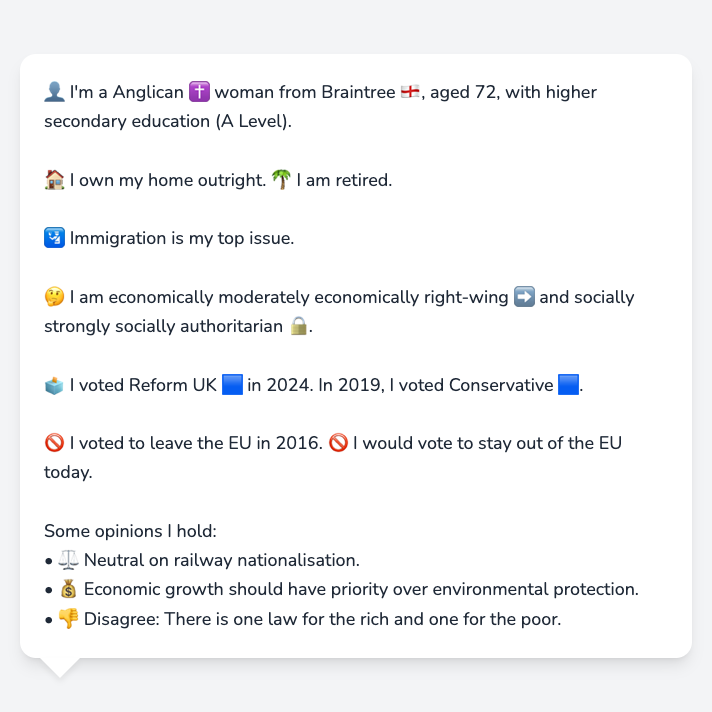 👤 I'm a Anglican ✝️ woman from Braintree 🏴󠁧󠁢󠁥󠁮󠁧󠁿, aged 72, with higher
secondary education (A Level).
🏠 I own my home outright. 🌴 I am retired.
🛂 Immigration is my top issue.
🤔 I am economically moderately economically right-wing ➡️ and socially
strongly socially authoritarian 🔒.
🗳️ I voted Reform UK 🟦 in 2024. In 2019, I voted Conservative 🟦.
🚫 I voted to leave the EU in 2016. 🚫 I would vote to stay out of the EU
today.
Some opinions I hold:
• ⚖️ Neutral on railway nationalisation.
• 💰 Economic growth should have priority over environmental protection.
• 👎 Disagree: There is one law for the rich and one for the poor.